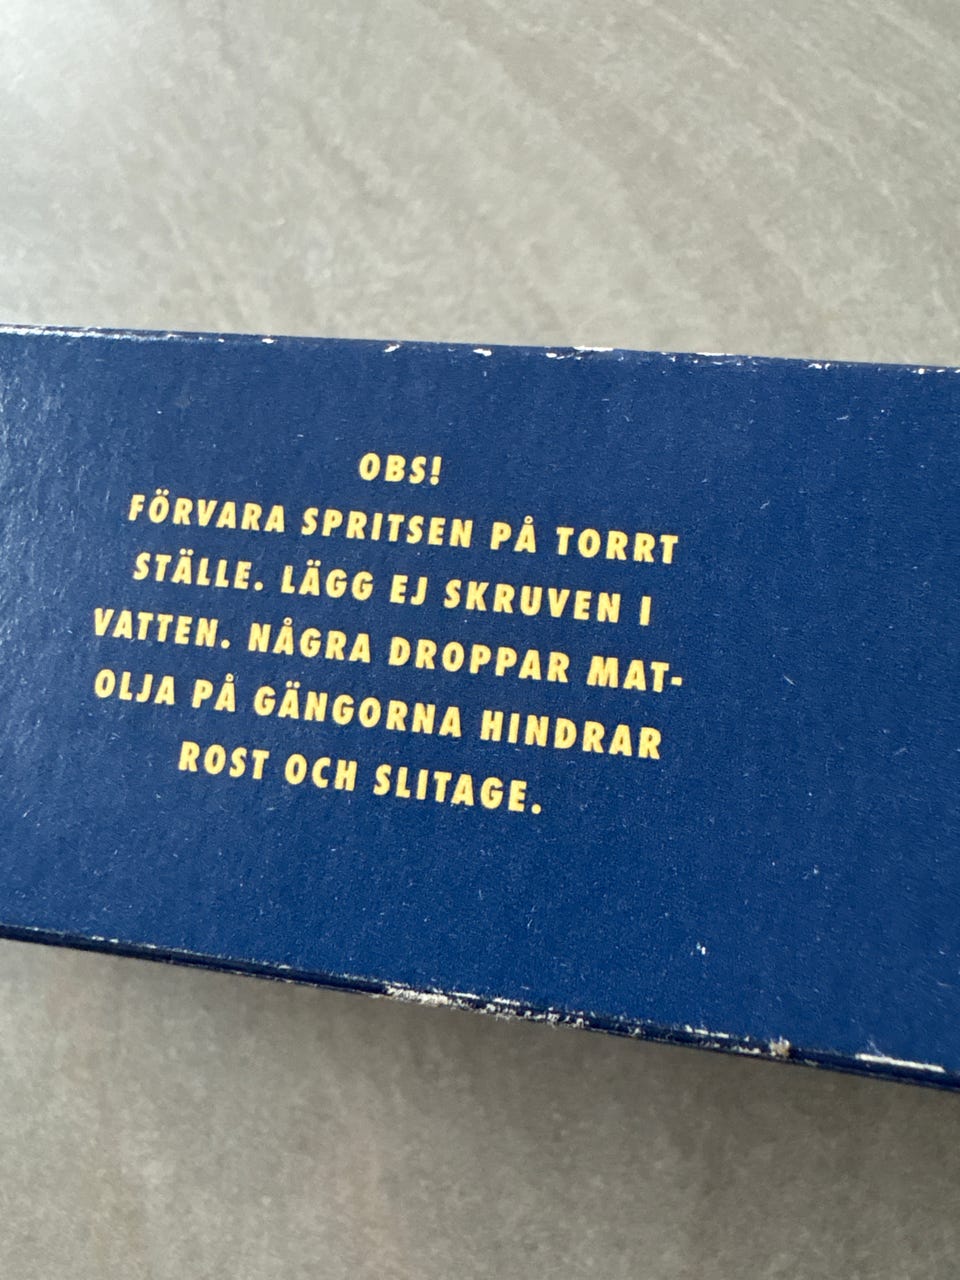 OBS!
FÖRVARA SPRITSEN PÅ TORRT
STÄLLE. LÄGG EJ SKRUVEN I
VATTEN. NÅGRA DROPPAR MAT-
OLJA PÅ GÄNGORNA HINDRAR
ROST OCH SLITAGE.